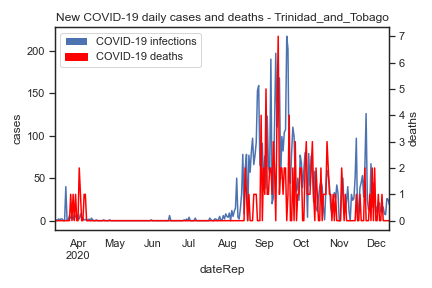 New COVID-19 daily cases and deaths - Trinidad_and_Tobago
COVID-19 infections
COVID-19 deaths
200
150
100
50
0
cases
7
6
5
4
3
2
1
0
deaths
Apr May Jun Jul Aug Sep Oct Nov Dec
2020
dateRep